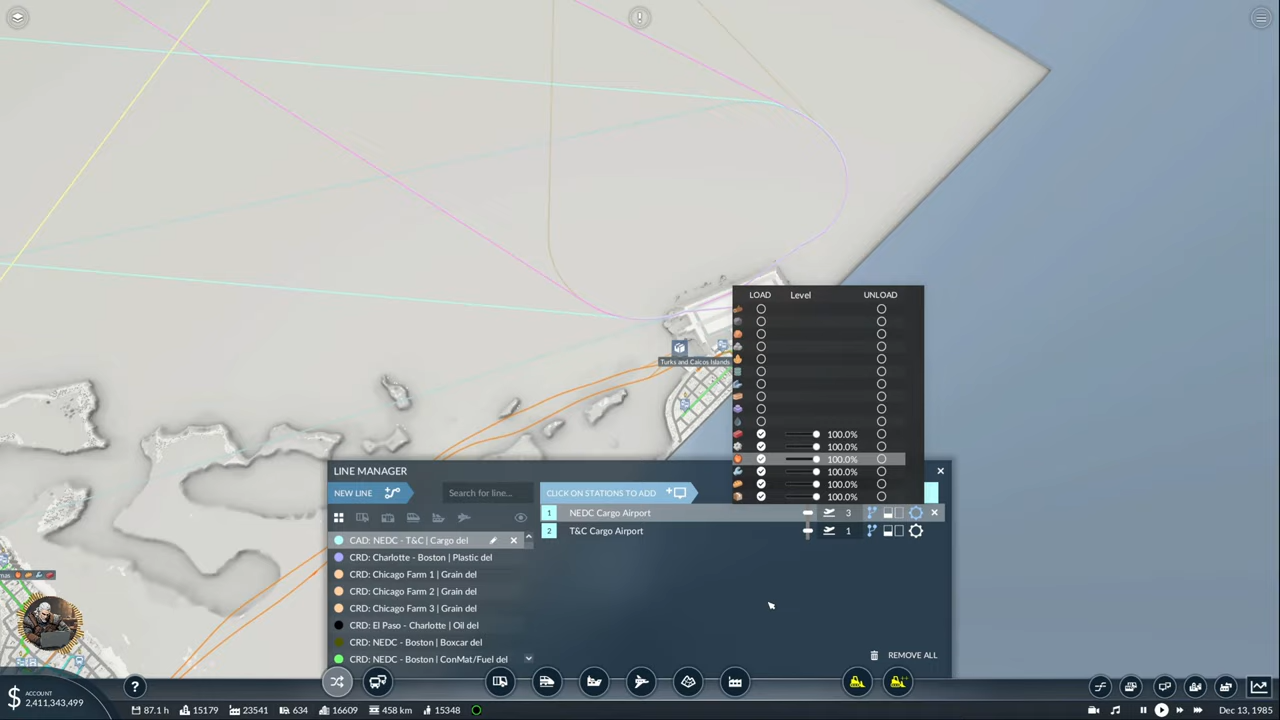 LOAD Level UNLOAD
Turks and Caicos Islands
100.0%
100.0%
100.0%
100.0%
100.0%
100.0%
LINE MANAGER
NEW LINE
Search for line...
CLICK ON STATIONS TO ADD
1 NEDC Cargo Airport 3
2 T&C Cargo Airport 1
CAD: NEDC - T&C | Cargo del
CRD: Charlotte - Boston | Plastic del
CRD: Chicago Farm 1 | Grain del
CRD: Chicago Farm 2 | Grain del
CRD: Chicago Farm 3 | Grain del
CRD: El Paso - Charlotte | Oil del
CRD: NEDC - Boston | Boxcar del
CRD: NEDC - Boston | ConMat/Fuel del
REMOVE ALL
mas
?
$ ACCOUNT
2,411,343,499
87.1 h 15179 23541 634 16609 458 km 15348
Dec 13, 1985